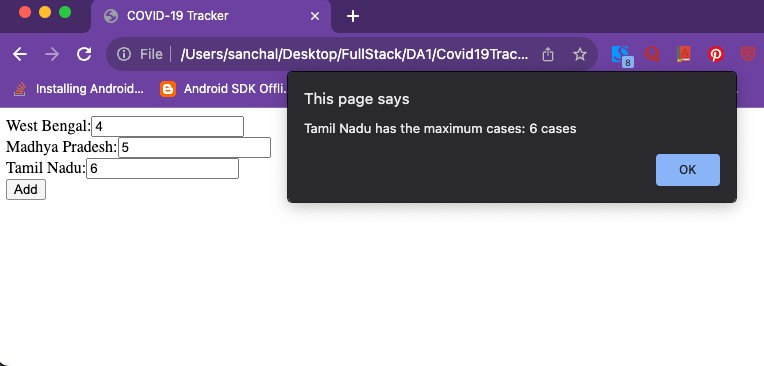 COVID-19 Tracker
File
/Users/sanchal/Desktop/FullStack/DA1/Covid19Trac...
8
Installing Android...
Android SDK Offli...
This page says
Tamil Nadu has the maximum cases: 6 cases
OK
West Bengal: 4
Madhya Pradesh: 5
Tamil Nadu: 6
Add